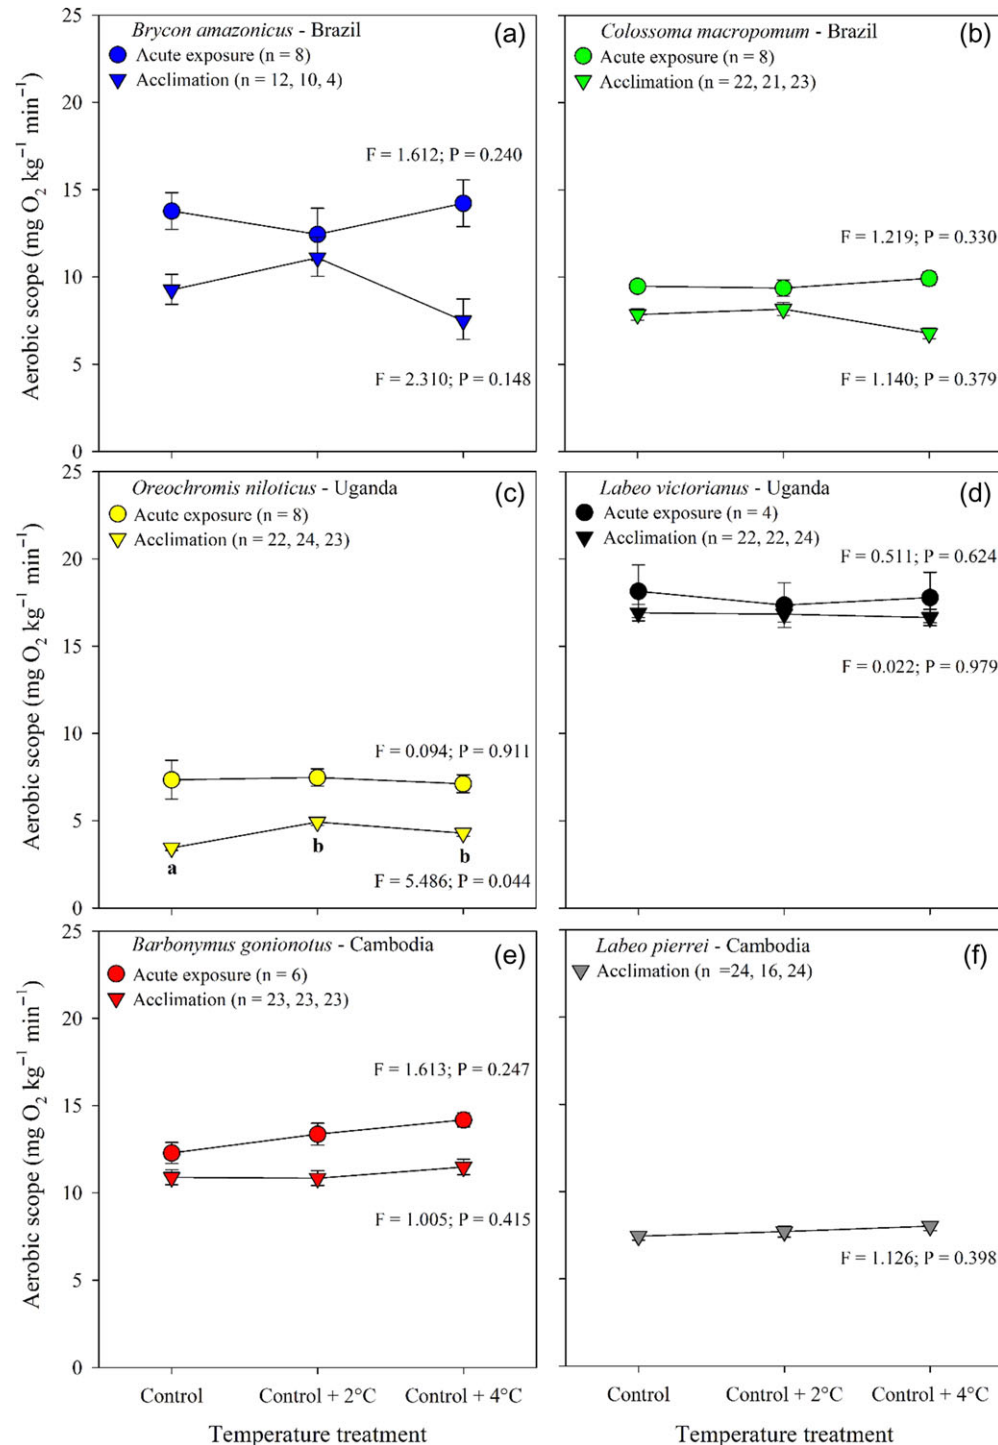 Brycon amazonicus - Brazil
(a)
Acute exposure (n = 8)
Acclimation (n = 12, 10, 4)
F = 1.612; P = 0.240
F = 2.310; P = 0.148
25
20
15
10
5
0
Aerobic scope (mg O₂ kg⁻¹ min⁻¹)
Colossoma macropomum - Brazil
(b)
Acute exposure (n = 8)
Acclimation (n = 22, 21, 23)
F = 1.219; P = 0.330
F = 1.140; P = 0.379
Oreochromis niloticus - Uganda
(c)
Acute exposure (n = 8)
Acclimation (n = 22, 24, 23)
F = 0.094; P = 0.911
a
b
b
F = 5.486; P = 0.044
25
20
15
10
5
0
Aerobic scope (mg O₂ kg⁻¹ min⁻¹)
Labeo victorianus - Uganda
(d)
Acute exposure (n = 4)
Acclimation (n = 22, 22, 24)
F = 0.511; P = 0.624
F = 0.022; P = 0.979
Barbonymus gonionotus - Cambodia
(e)
Acute exposure (n = 6)
Acclimation (n = 23, 23, 23)
F = 1.613; P = 0.247
F = 1.005; P = 0.415
25
20
15
10
5
0
Aerobic scope (mg O₂ kg⁻¹ min⁻¹)
Control
Control + 2°C
Control + 4°C
Temperature treatment
Labeo pierrei - Cambodia
(f)
Acclimation (n =24, 16, 24)
F = 1.126; P = 0.398
Control
Control + 2°C
Control + 4°C
Temperature treatment